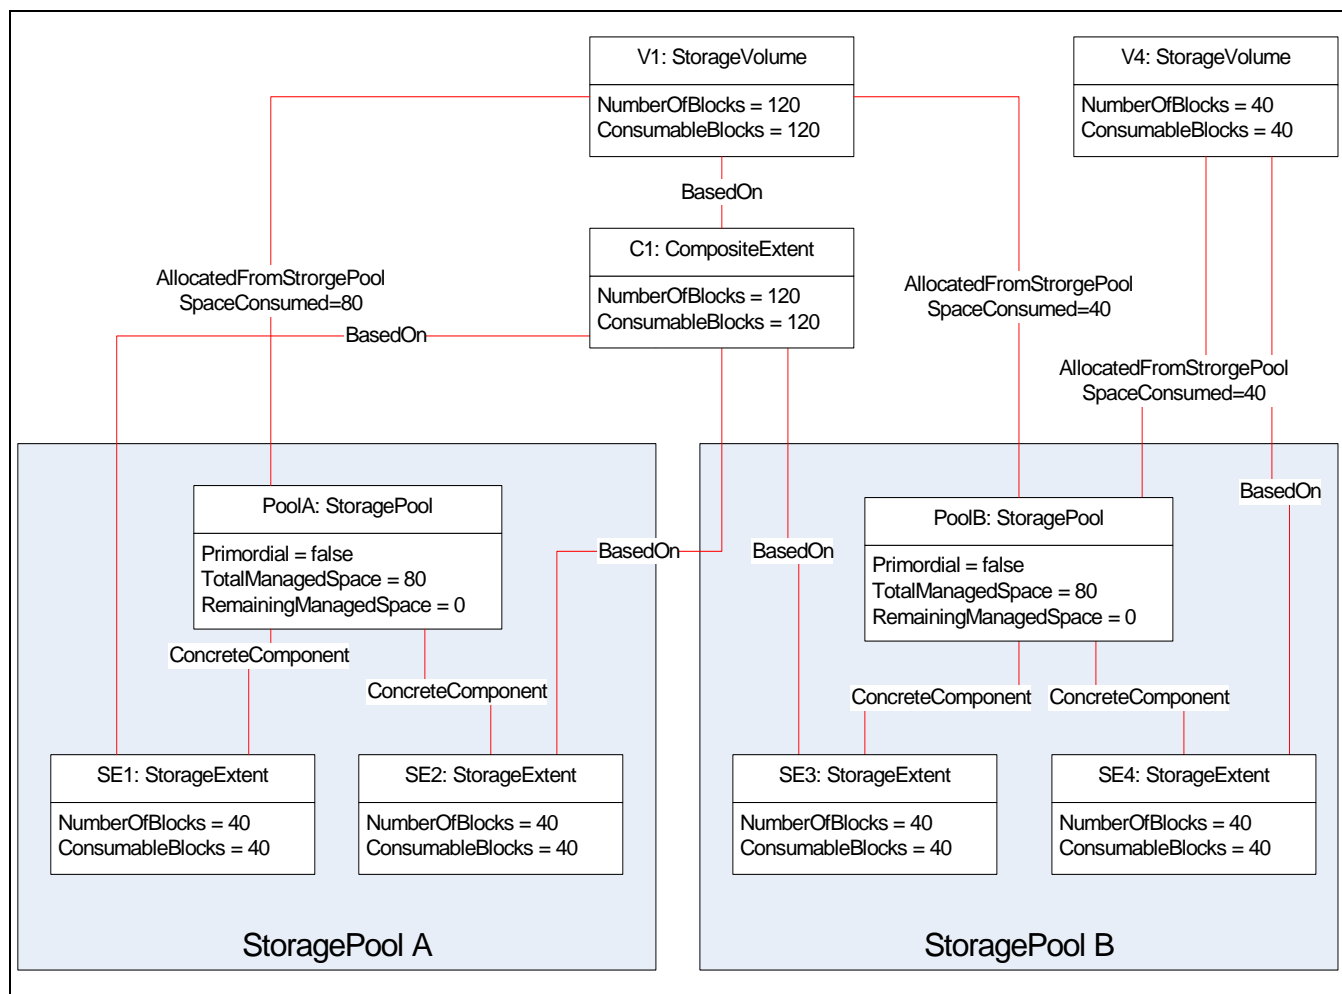 V1: StorageVolume
NumberOfBlocks = 120
ConsumableBlocks = 120
V4: StorageVolume
NumberOfBlocks = 40
ConsumableBlocks = 40
BasedOn
C1: CompositeExtent
NumberOfBlocks = 120
ConsumableBlocks = 120
AllocatedFromStrorgePool
SpaceConsumed=80
BasedOn
AllocatedFromStrorgePool
SpaceConsumed=40
AllocatedFromStrorgePool
SpaceConsumed=40
PoolA: StoragePool
Primordial = false
TotalManagedSpace = 80
RemainingManagedSpace = 0
BasedOn
BasedOn
PoolB: StoragePool
Primordial = false
TotalManagedSpace = 80
RemainingManagedSpace = 0
BasedOn
ConcreteComponent
ConcreteComponent
ConcreteComponent
ConcreteComponent
SE1: StorageExtent
NumberOfBlocks = 40
ConsumableBlocks = 40
SE2: StorageExtent
NumberOfBlocks = 40
ConsumableBlocks = 40
SE3: StorageExtent
NumberOfBlocks = 40
ConsumableBlocks = 40
SE4: StorageExtent
NumberOfBlocks = 40
ConsumableBlocks = 40
StoragePool A
StoragePool B